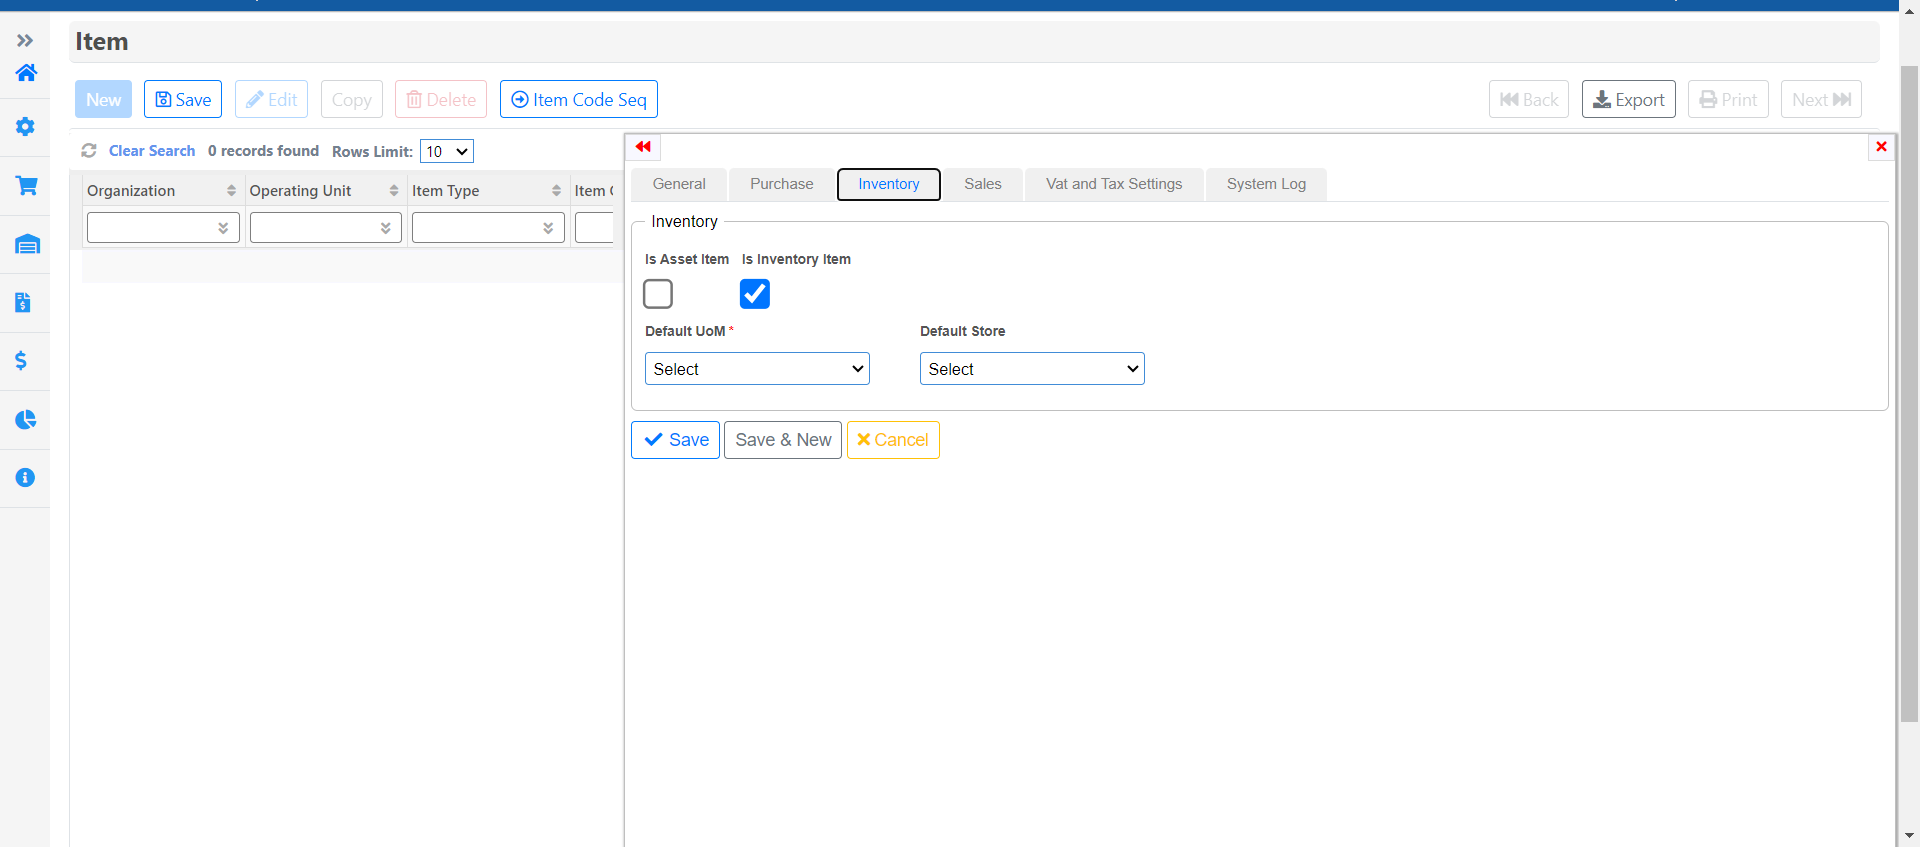 Item
New Save Edit Copy Delete Item Code Seq Back Export Print Next
Clear Search 0 records found Rows Limit: 10
Organization Operating Unit Item Type Item
General Purchase Inventory Sales Vat and Tax Settings System Log
Inventory
Is Asset Item Is Inventory Item
Default UoM * Default Store
Select Select
Save Save & New Cancel